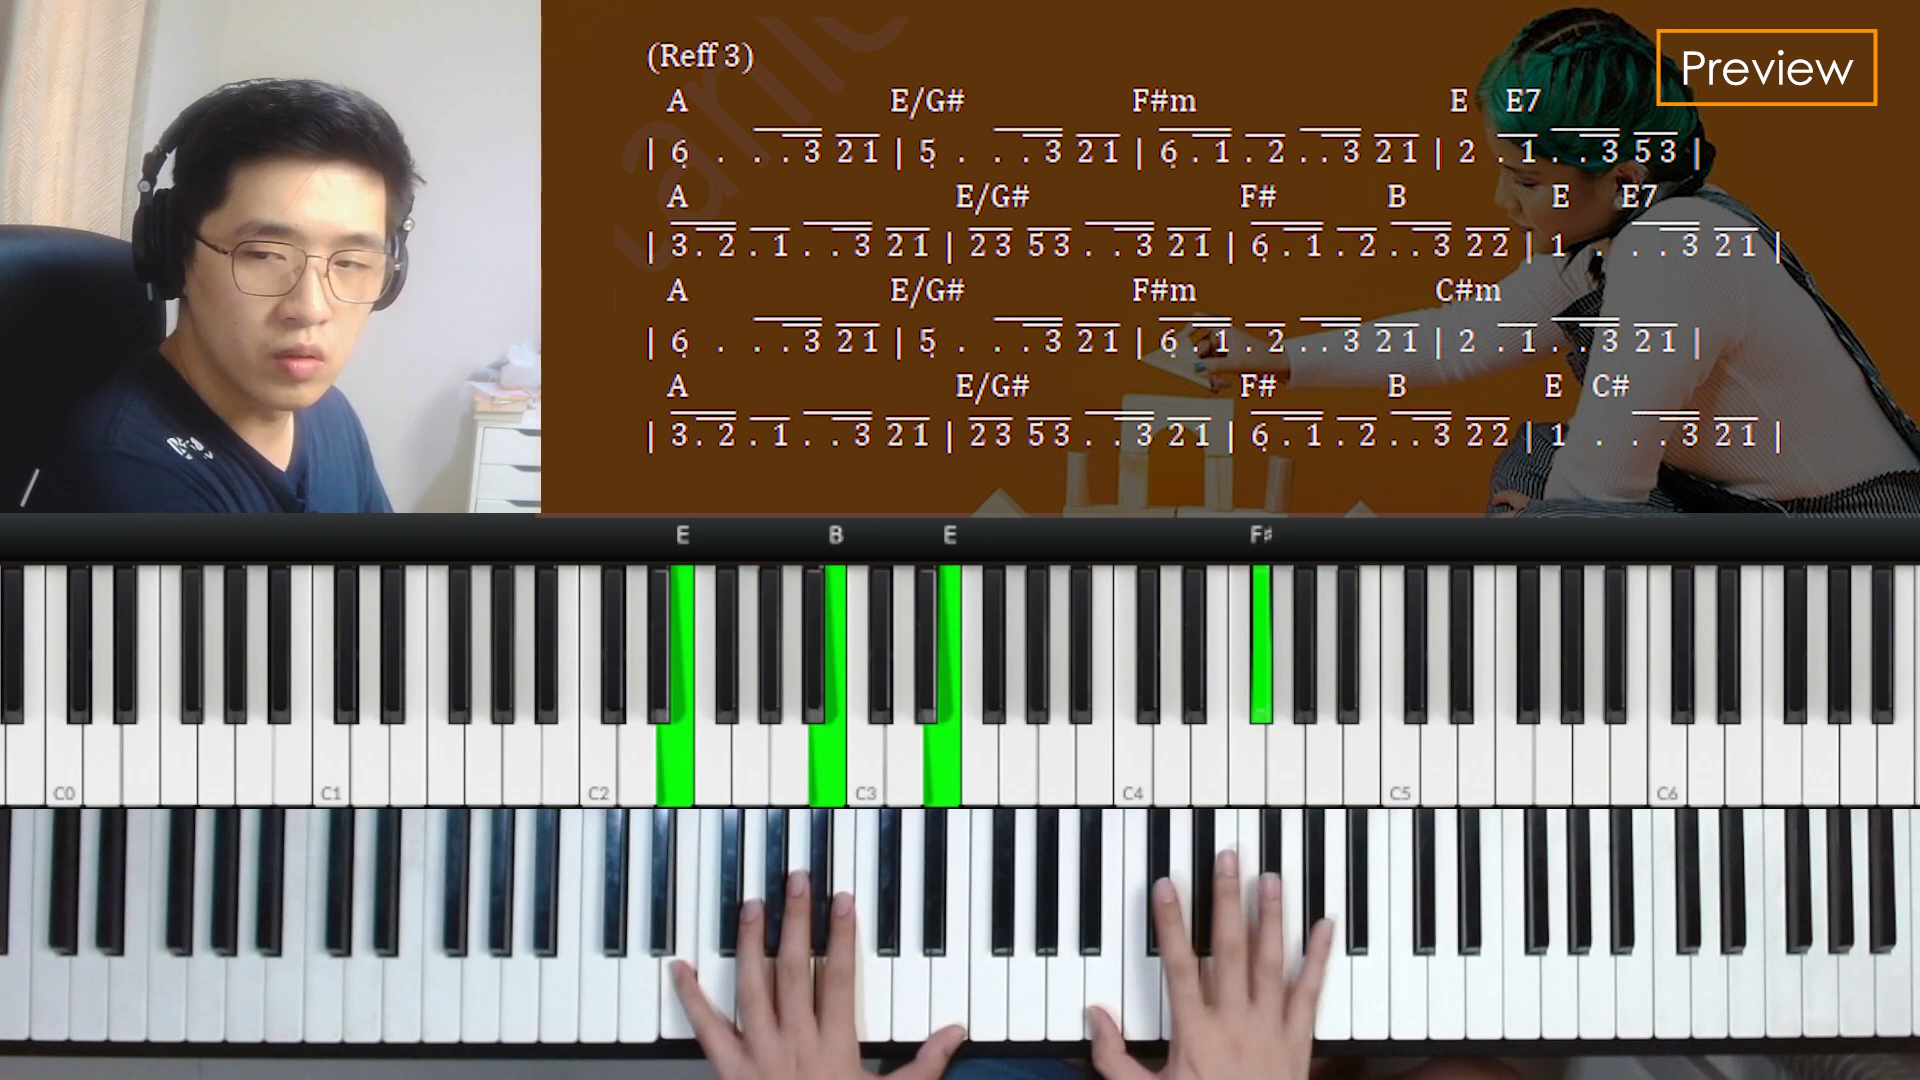 (Reff 3)
Preview
A E/G# F#m E E7
| 6̣ . . . 3 2 1 | 5̣ . . . 3 2 1 | 6̣ . 1 . 2 . . 3 2 1 | 2 . 1 . . 3 5 3 |
A E/G# F# B E E7
| 3 . 2 . 1 . . 3 2 1 | 2 3 5 3 . . 3 2 1 | 6̣ . 1 . 2 . . 3 2 2 | 1 . . . 3 2 1 |
A E/G# F#m C#m
| 6̣ . . . 3 2 1 | 5̣ . . . 3 2 1 | 6̣ . 1 . 2 . . 3 2 1 | 2 . 1 . . 3 2 1 |
A E/G# F# B E C#
| 3 . 2 . 1 . . 3 2 1 | 2 3 5 3 . . 3 2 1 | 6̣ . 1 . 2 . . 3 2 2 | 1 . . . 3 2 1 |
E B E F#
C0 C1 C2 C3 C4 C5 C6